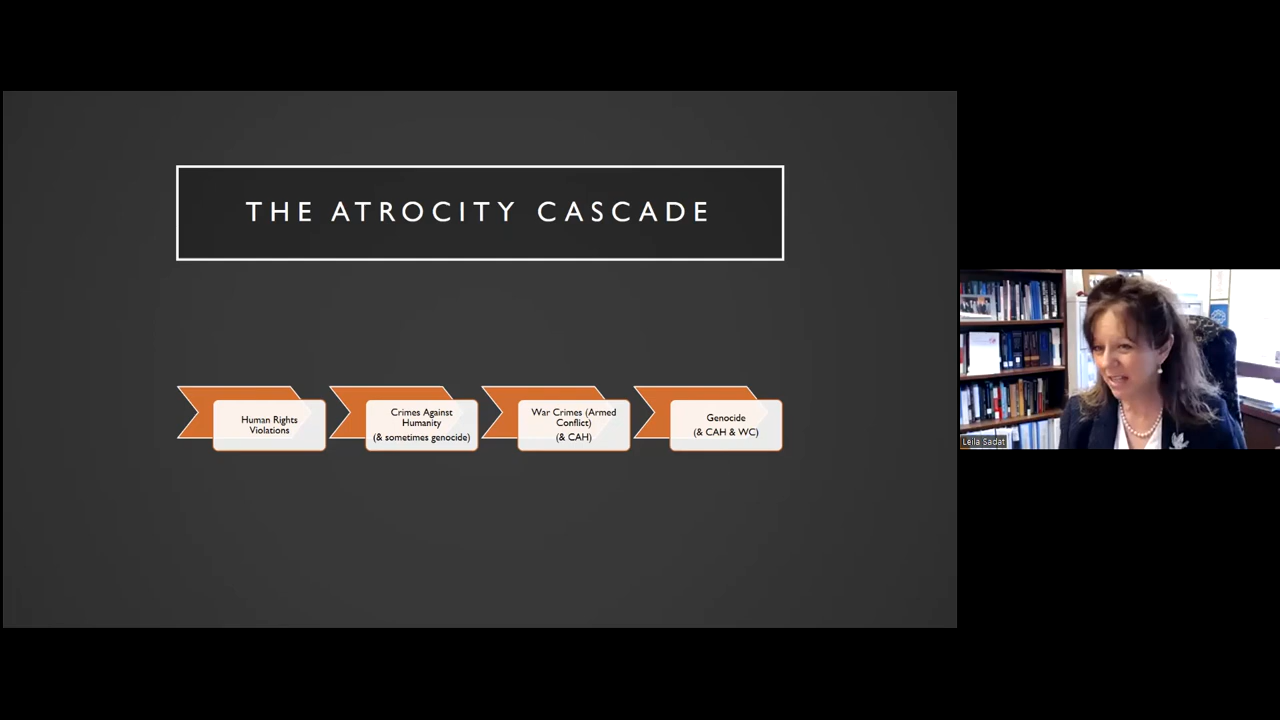 THE ATROCITY CASCADE
Human Rights
Violations
Crimes Against
Humanity
(& sometimes genocide)
War Crimes (Armed
Conflict)
(& CAH)
Genocide
(& CAH & WC)
Leila Sadat